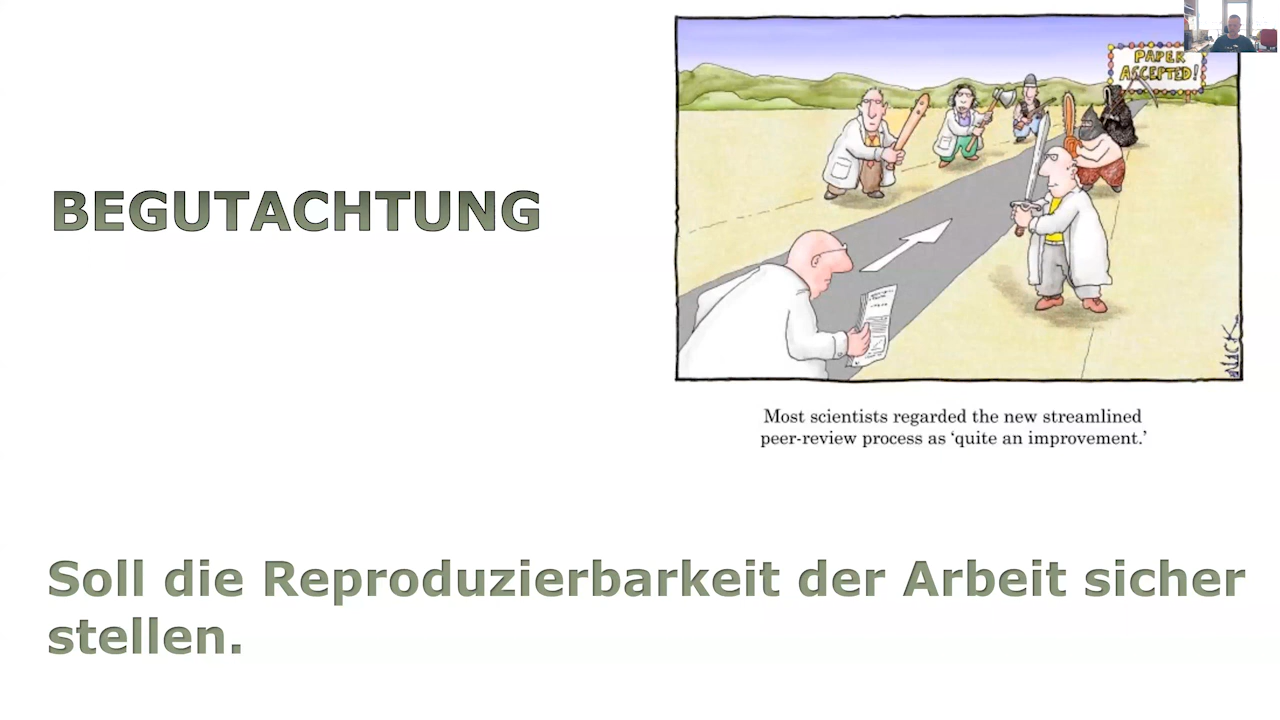 BEGUTACHTUNG
PAPER
ACCEPTED!
NICK
Most scientists regarded the new streamlined
peer-review process as ‘quite an improvement.’
Soll die Reproduzierbarkeit der Arbeit sicher
stellen.